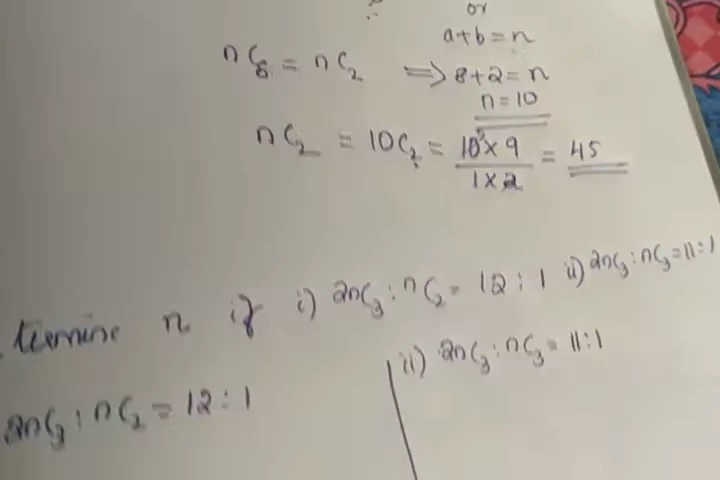 ∴ or
a+b=n
nC₈ = nC₂ ⟹ 8+2=n
n=10
nC₂ = 10C₂ = 10⁵×9 / 1×2 = 45
termine n if i) 2nC₃ : nC₂ = 12 : 1 ii) 2nC₃ : nC₃ = 11:1
2nC₃ : nC₂ = 12 : 1
ii) 2nC₃ : nC₃ = 11:1